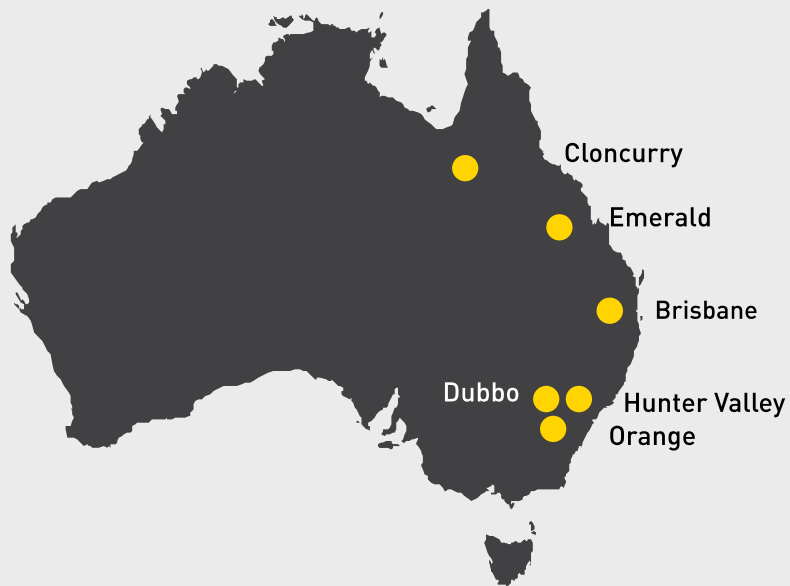 Cloncurry
Emerald
Brisbane
Dubbo
Hunter Valley
Orange